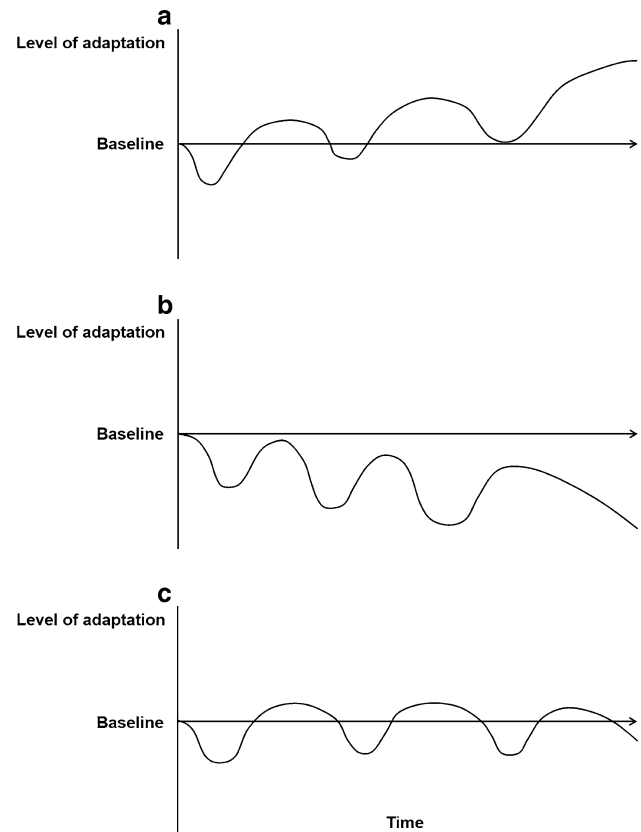 a
Level of adaptation
Baseline
b
Level of adaptation
Baseline
c
Level of adaptation
Baseline
Time